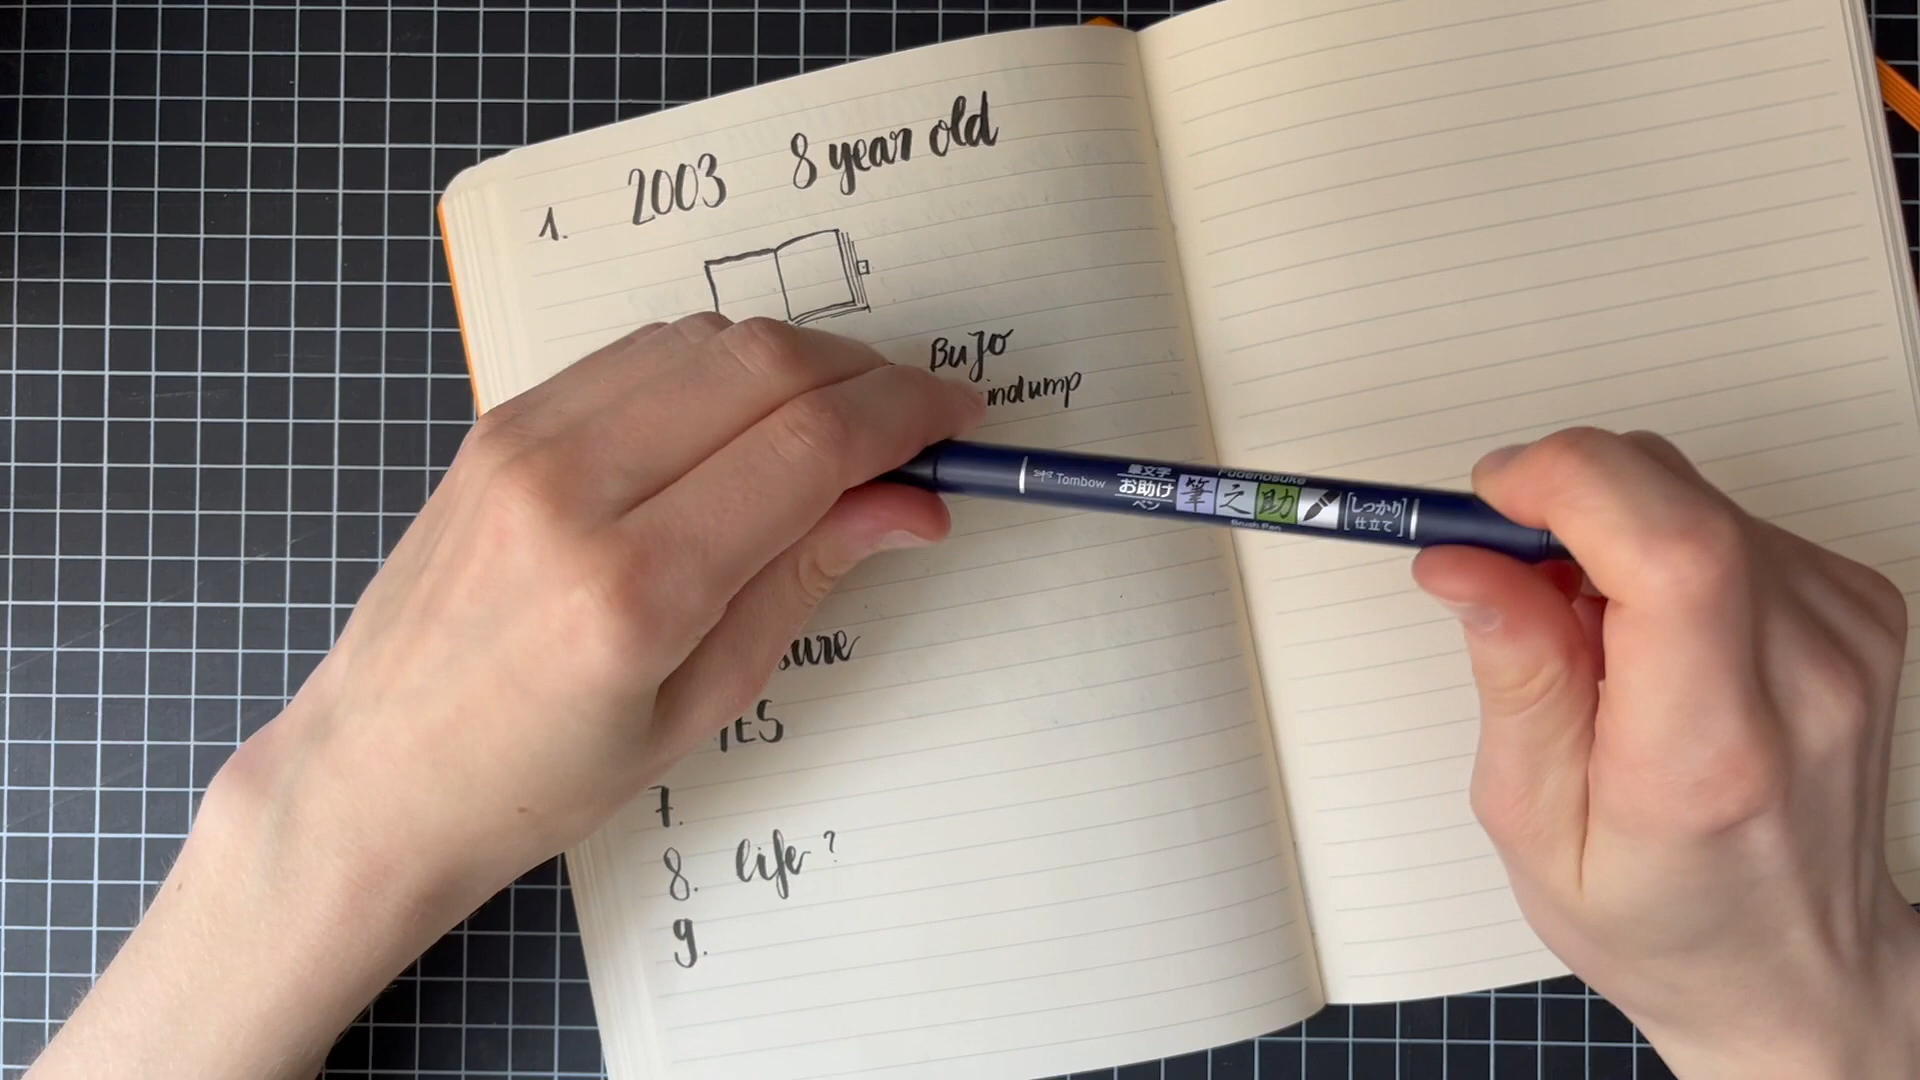 1. 2003 8 year old
BuJo
indump
sure
YES
7.
8. life ?
9.
Tombow
筆文字
お助け
ペン
Fudenosuke
筆之助
Brush Pen
[しっかり
仕立て]